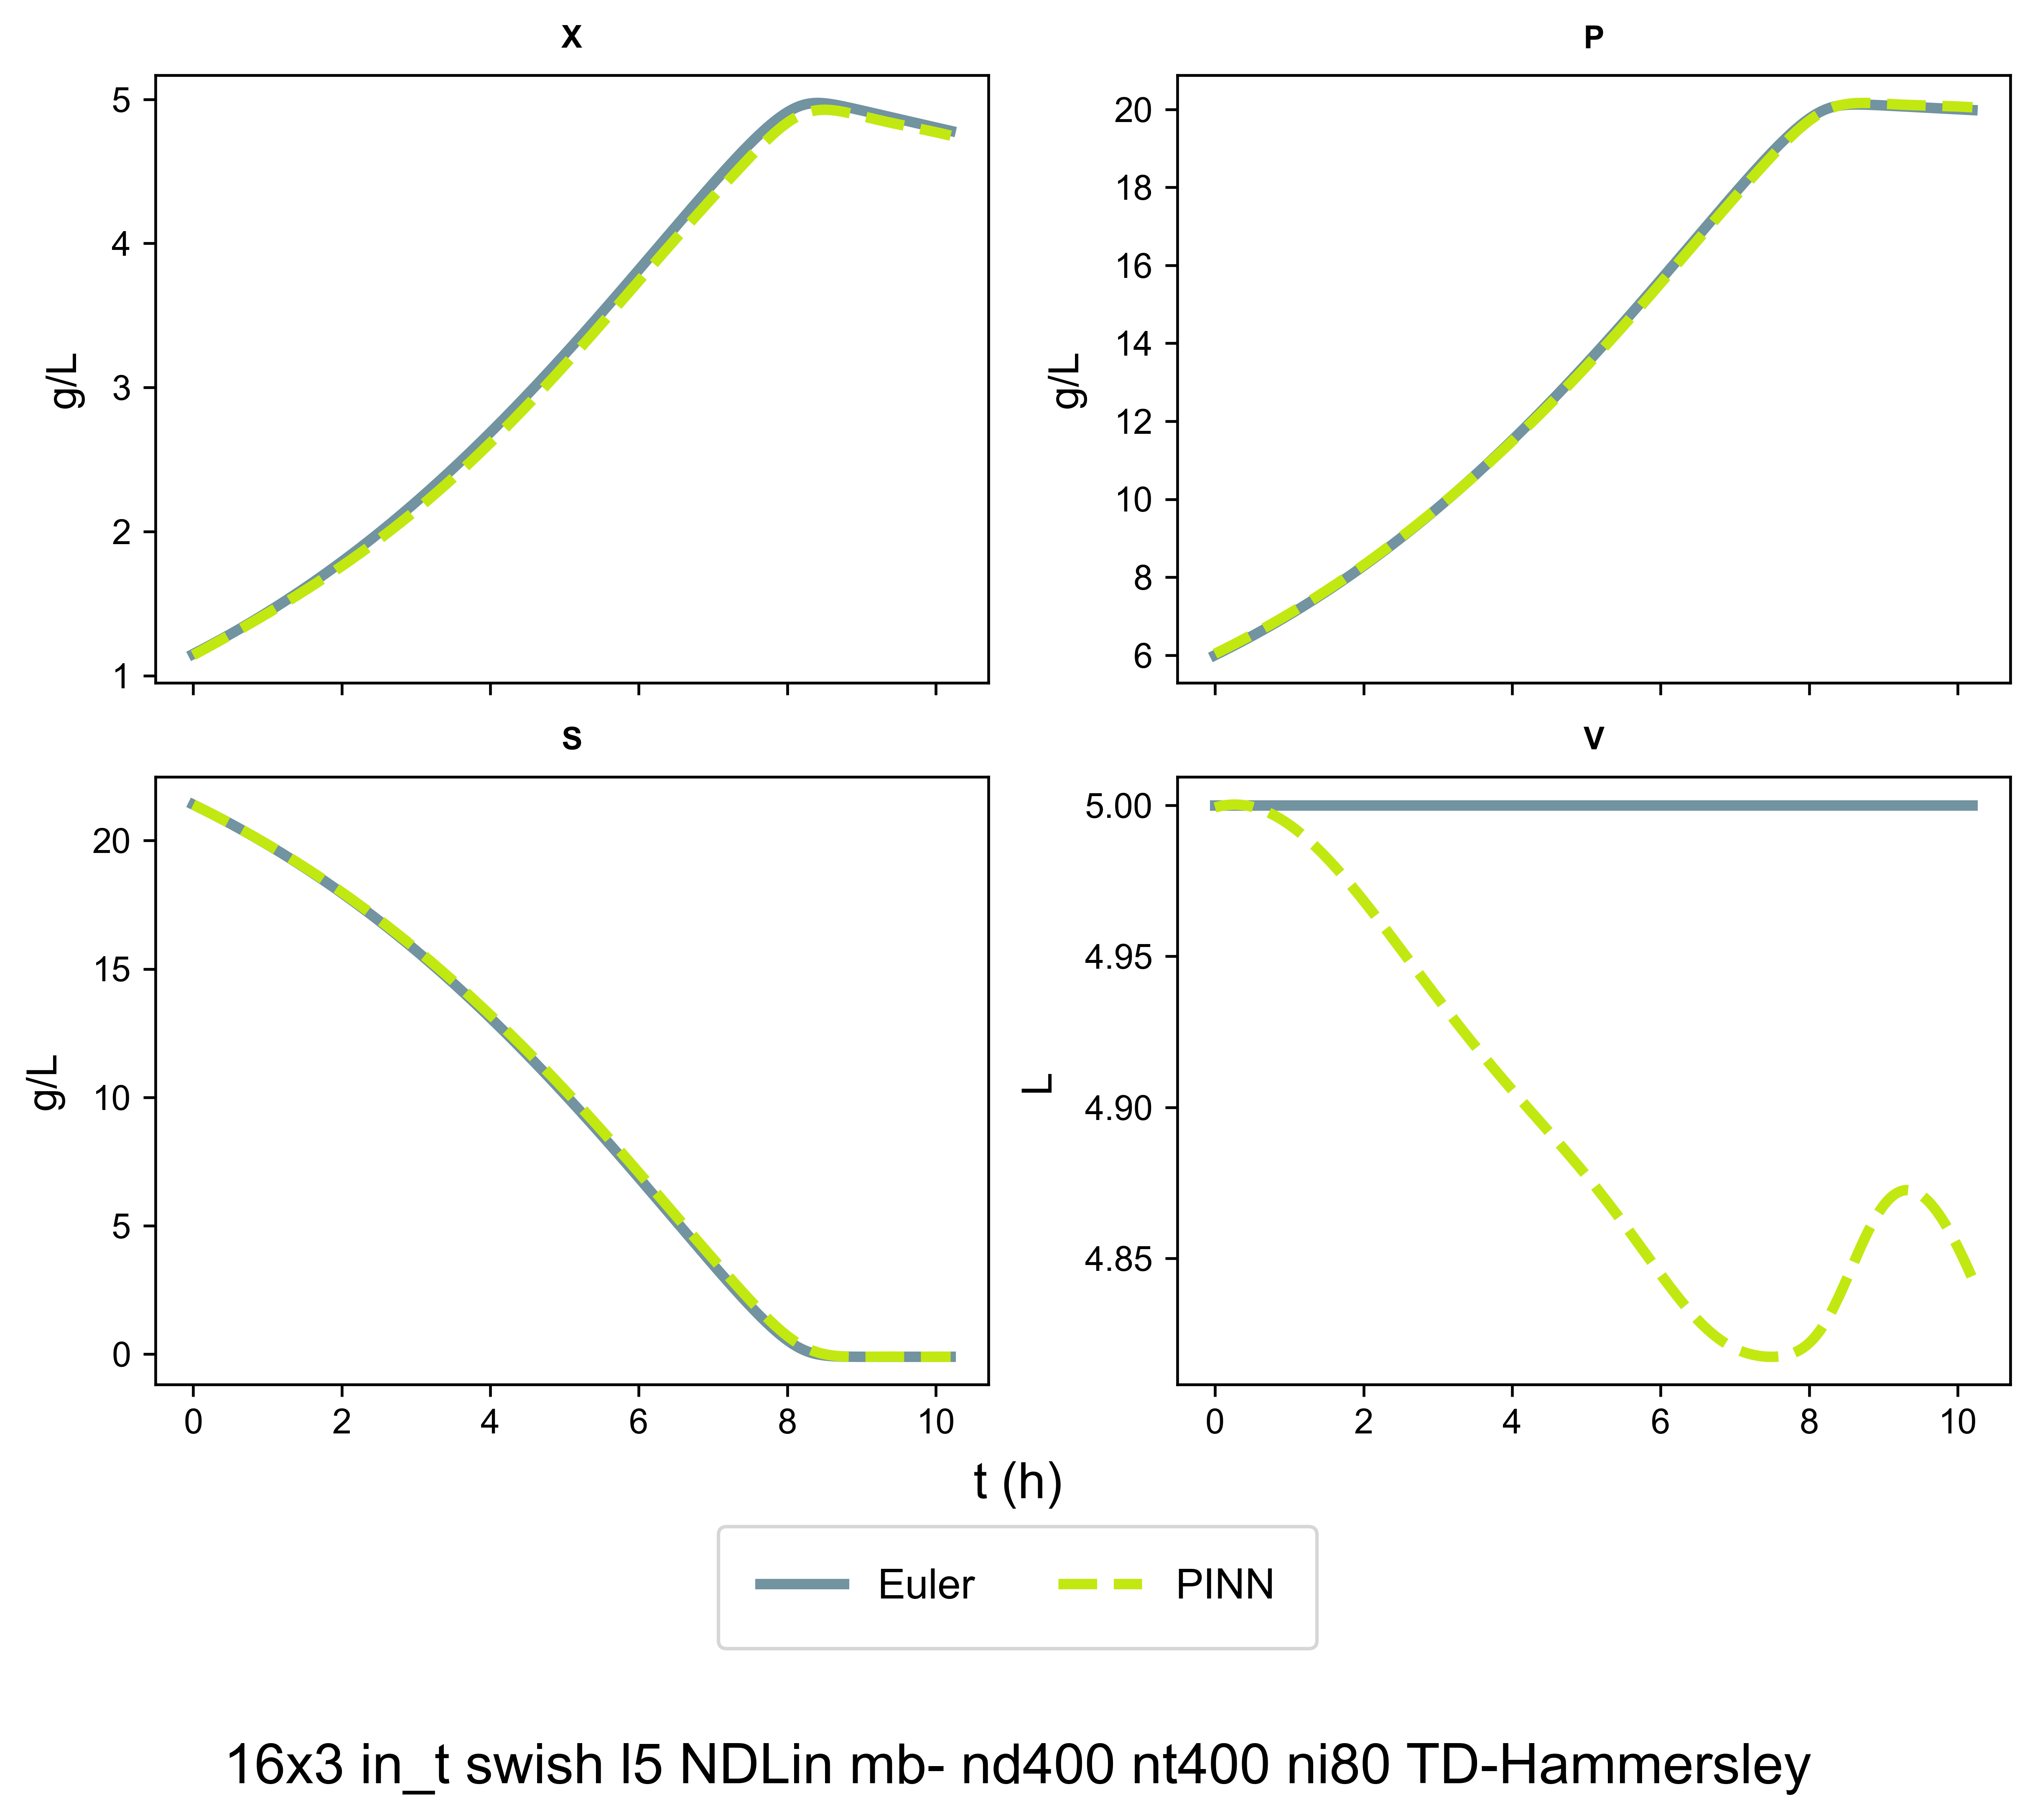 X
P
5
4
3
2
1
g/L
20
18
16
14
12
10
8
6
g/L
S
V
20
15
10
5
0
g/L
0 2 4 6 8 10
5.00
4.95
4.90
4.85
L
0 2 4 6 8 10
t (h)
Euler PINN
16x3 in_t swish l5 NDLin mb- nd400 nt400 ni80 TD-Hammersley